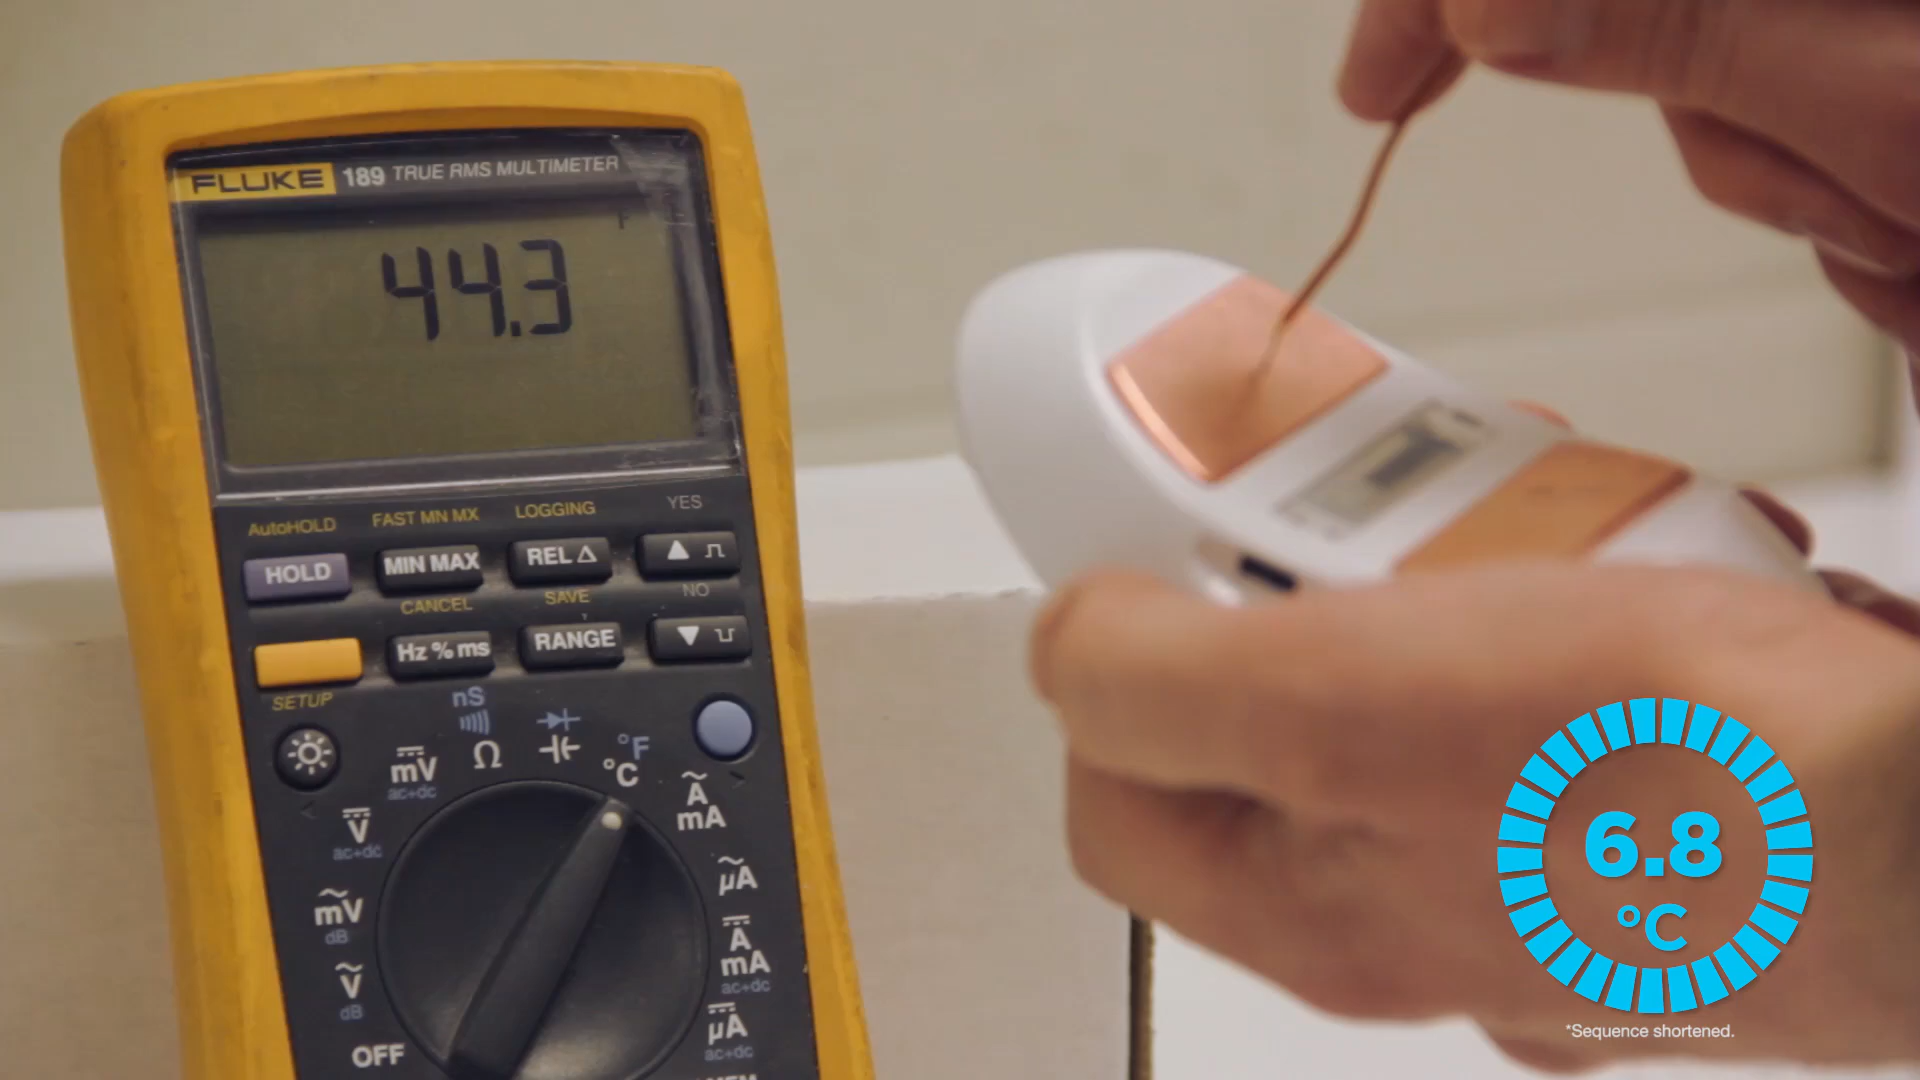 FLUKE 189 TRUE RMS MULTIMETER
F
44.3
AutoHOLD FAST MN MX LOGGING YES
HOLD MIN MAX REL Δ ▲
CANCEL SAVE NO
Hz % ms RANGE ▼
SETUP
nS
Ω
mV
ac+dc
°F
°C
V
ac+dc
A
mA
mV
dB
µA
V
dB
A
mA
ac+dc
µA
ac+dc
OFF
6.8
°C
*Sequence shortened.